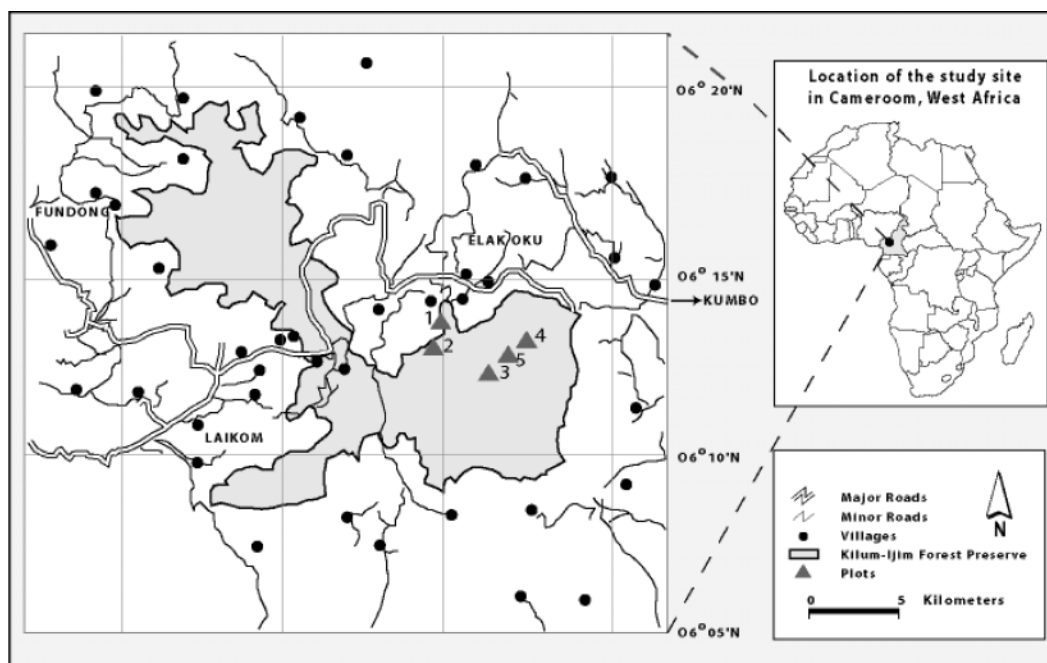 Location of the study site
in Cameroom, West Africa
06° 20'N
FUNDONG
ELAK OKU
06° 15'N
KUMBO
1
2
4
5
3
LAIKOM
06° 10'N
06° 05'N
Major Roads
Minor Roads
Villages
Kilum-Ijim Forest Preserve
Plots
N
0 5 Kilometers